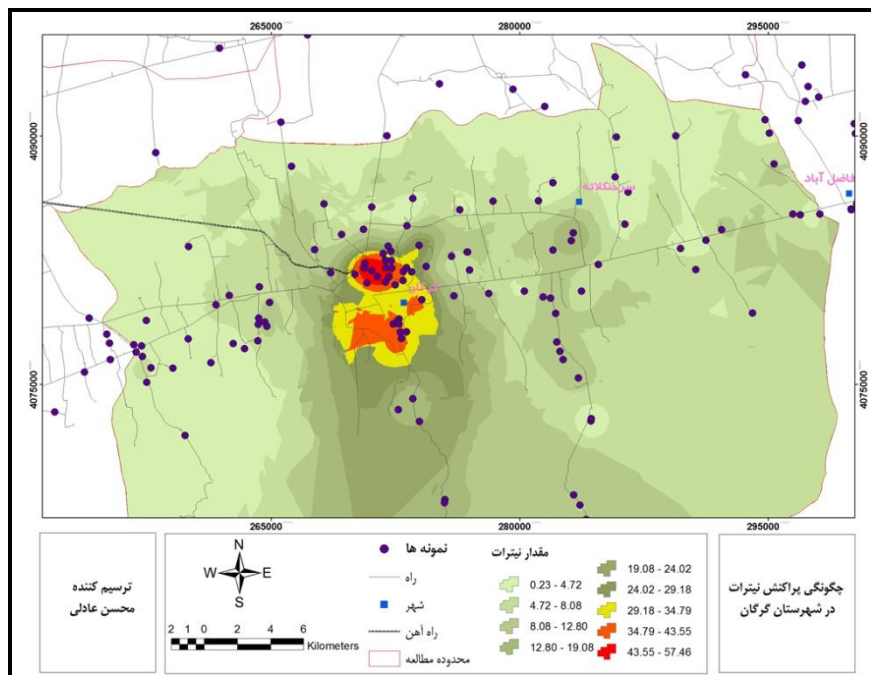 265000 280000 295000
4090000 4090000
فاضل آباد
سرخنکلاته
گرگان
4075000 4075000
265000 280000 295000
چگونگی پراکنش نیترات
در شهرستان گرگان
مقدار نیترات
0.23 - 4.72
4.72 - 8.08
8.08 - 12.80
12.80 - 19.08
19.08 - 24.02
24.02 - 29.18
29.18 - 34.79
34.79 - 43.55
43.55 - 57.46
نمونه ها
راه
شهر
راه آهن
محدوده مطالعه
N
W E
S
2 1 0 2 4 6
Kilometers
ترسیم کننده
محسن عادلی